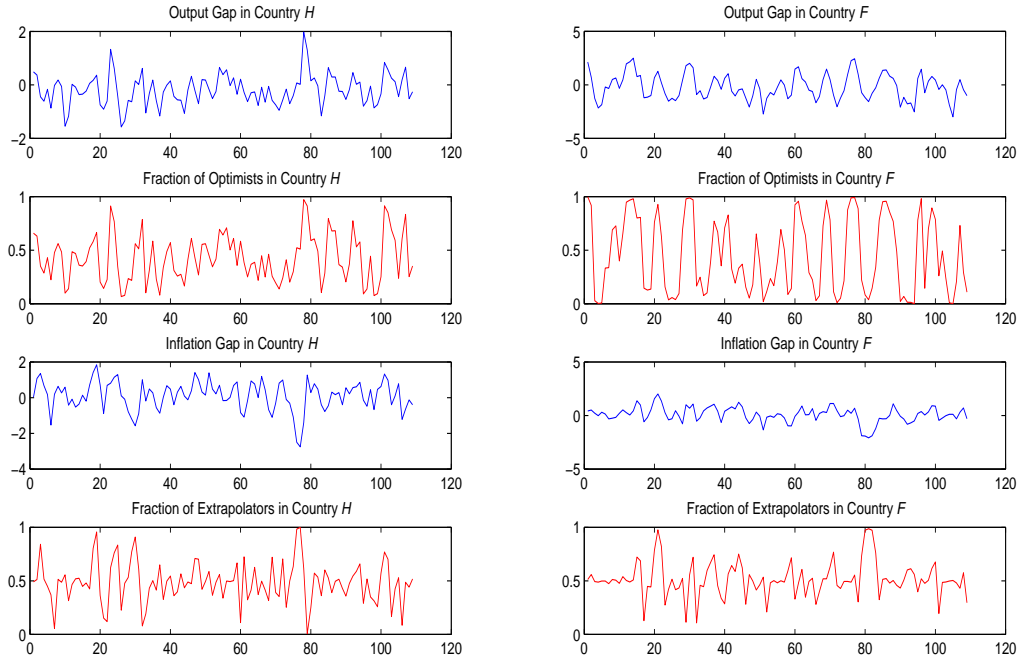 Output Gap in Country H
2
0
−2
0 20 40 60 80 100 120
Output Gap in Country F
5
0
−5
0 20 40 60 80 100 120
Fraction of Optimists in Country H
1
0.5
0
0 20 40 60 80 100 120
Fraction of Optimists in Country F
1
0.5
0
0 20 40 60 80 100 120
Inflation Gap in Country H
2
0
−2
−4
0 20 40 60 80 100 120
Inflation Gap in Country F
5
0
−5
0 20 40 60 80 100 120
Fraction of Extrapolators in Country H
1
0.5
0
0 20 40 60 80 100 120
Fraction of Extrapolators in Country F
1
0.5
0
0 20 40 60 80 100 120